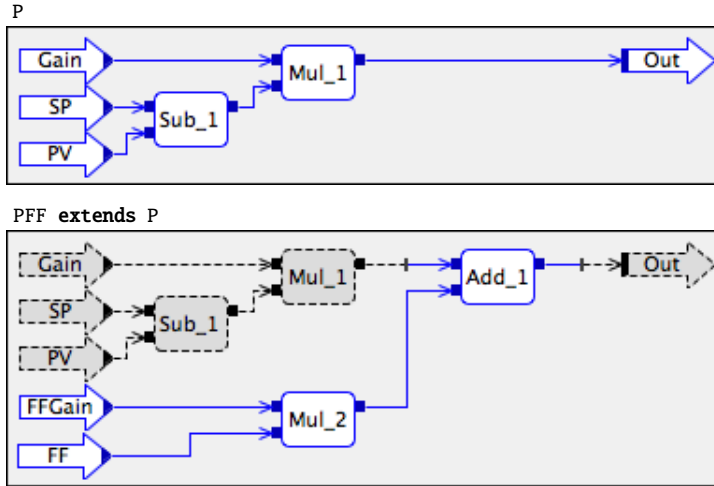 P
Gain
Mul_1
Out
SP
Sub_1
PV
PFF extends P
Gain
Mul_1
Add_1
Out
SP
Sub_1
PV
FFGain
Mul_2
FF